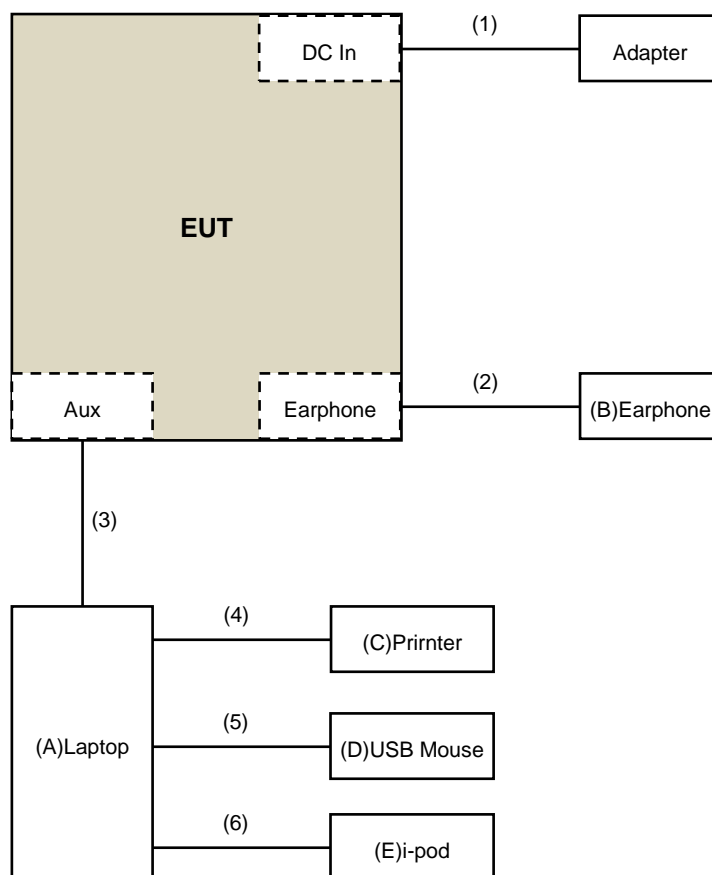 (1)
DC In
Adapter
EUT
(2)
Aux
Earphone
(B)Earphone
(3)
(4)
(C)Prirnter
(5)
(A)Laptop
(D)USB Mouse
(6)
(E)i-pod